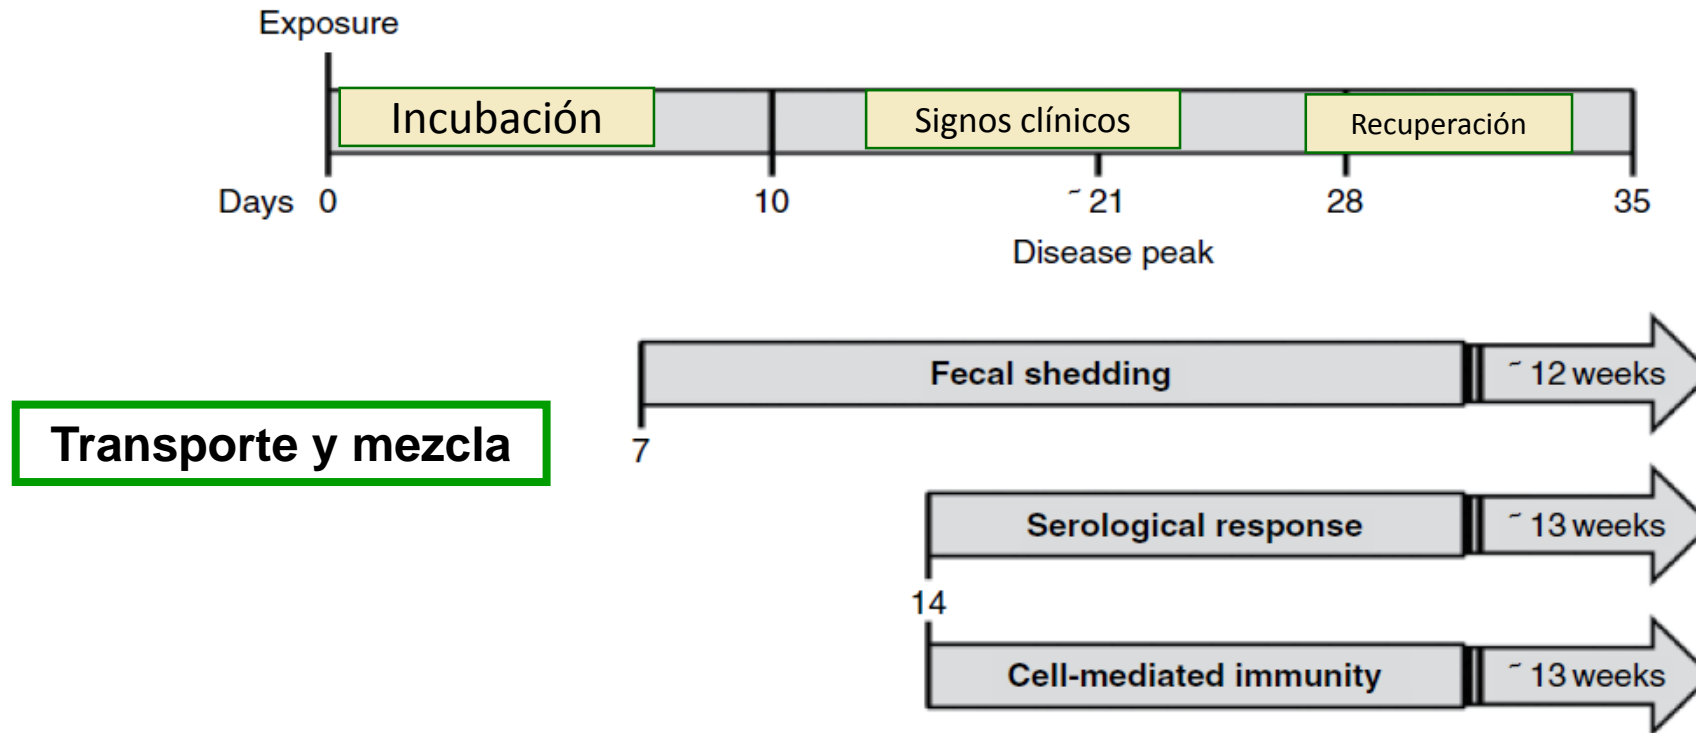 Exposure
Incubación
Signos clínicos
Recuperación
Days 0 10 ~21 28 35
Disease peak
Fecal shedding
~ 12 weeks
Transporte y mezcla
7
Serological response
~ 13 weeks
14
Cell-mediated immunity
~ 13 weeks